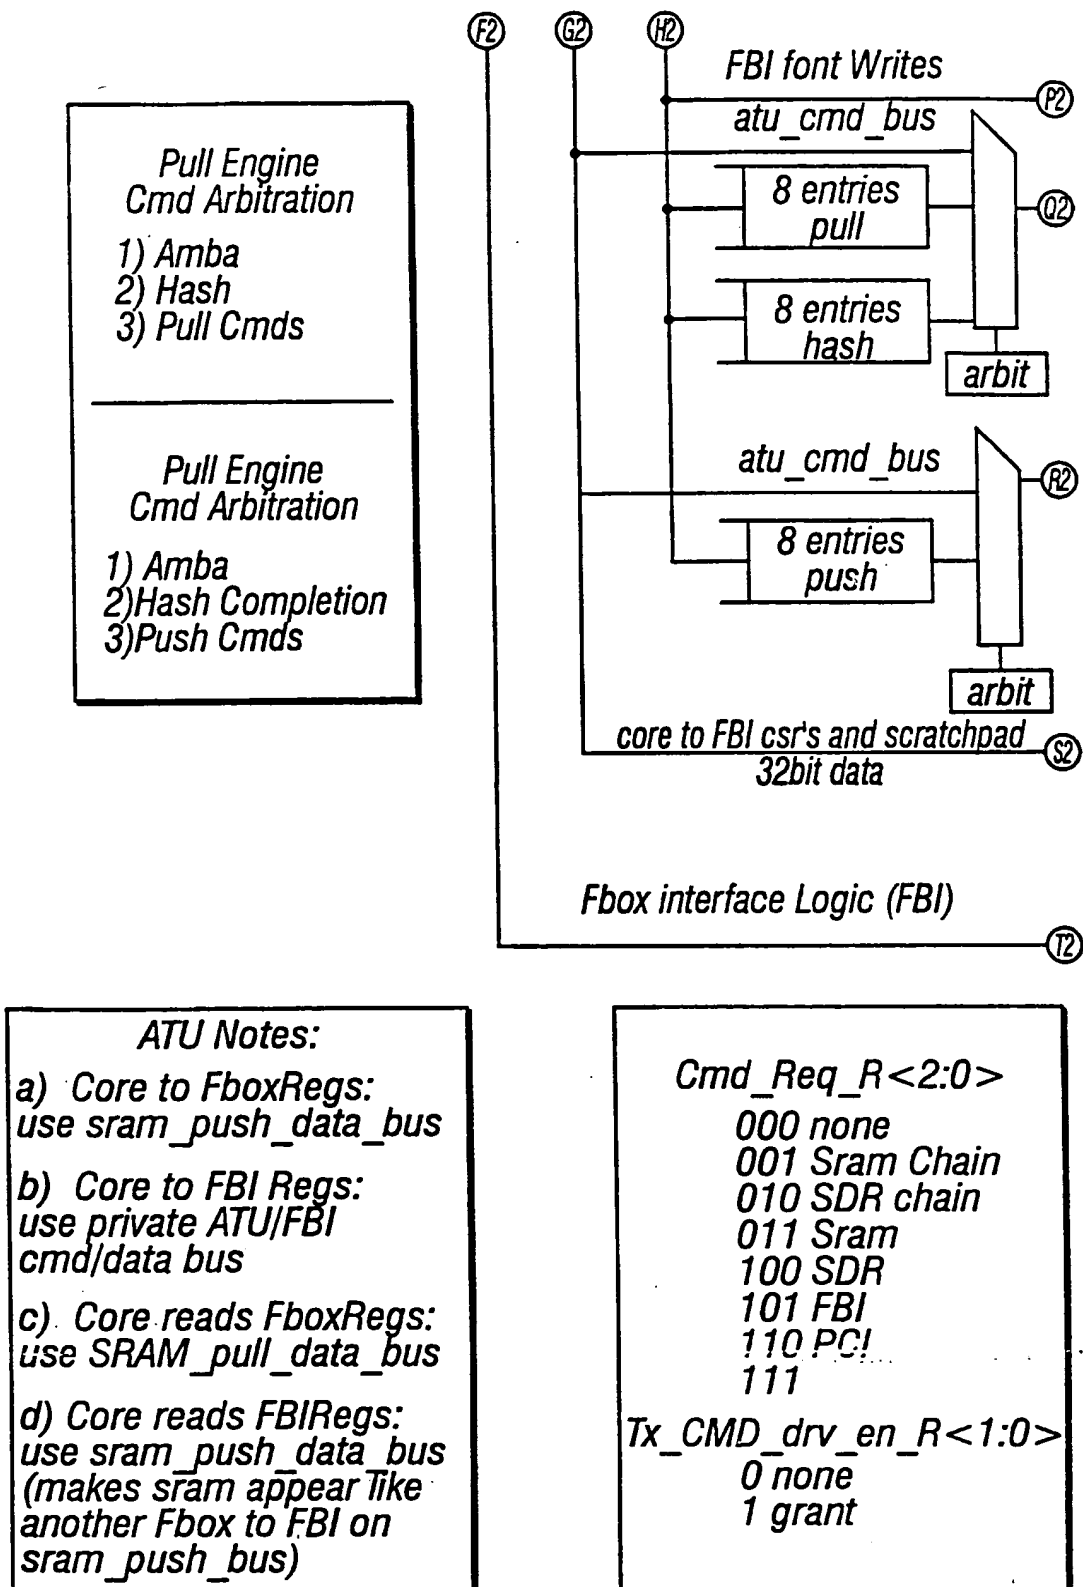 F2
G2
H2
FBI font Writes
P2
atu_cmd_bus
8 entries
pull
Q2
8 entries
hash
arbit
Pull Engine
Cmd Arbitration
1) Amba
2) Hash
3) Pull Cmds
Pull Engine
Cmd Arbitration
1) Amba
2)Hash Completion
3)Push Cmds
atu_cmd_bus
R2
8 entries
push
arbit
core to FBI csr's and scratchpad
32bit data
S2
Fbox interface Logic (FBI)
T2
ATU Notes:
a) Core to FboxRegs:
use sram_push_data_bus
b) Core to FBI Regs:
use private ATU/FBI
cmd/data bus
c) Core reads FboxRegs:
use SRAM_pull_data_bus
d) Core reads FBIRegs:
use sram_push_data_bus
(makes sram appear like
another Fbox to FBI on
sram_push_bus)
Cmd_Req_R<2:0>
000 none
001 Sram Chain
010 SDR chain
011 Sram
100 SDR
101 FBI
110 PCI
111
Tx_CMD_drv_en_R<1:0>
0 none
1 grant